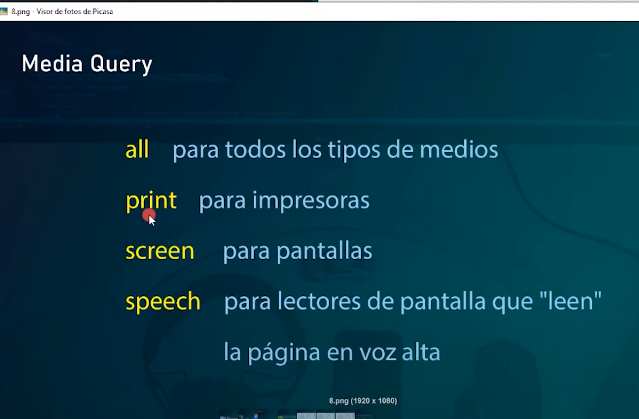 8.png - Visor de fotos de Picasa
Media Query
all para todos los tipos de medios
print para impresoras
screen para pantallas
speech para lectores de pantalla que "leen"
la página en voz alta
8.png (1920 x 1080)